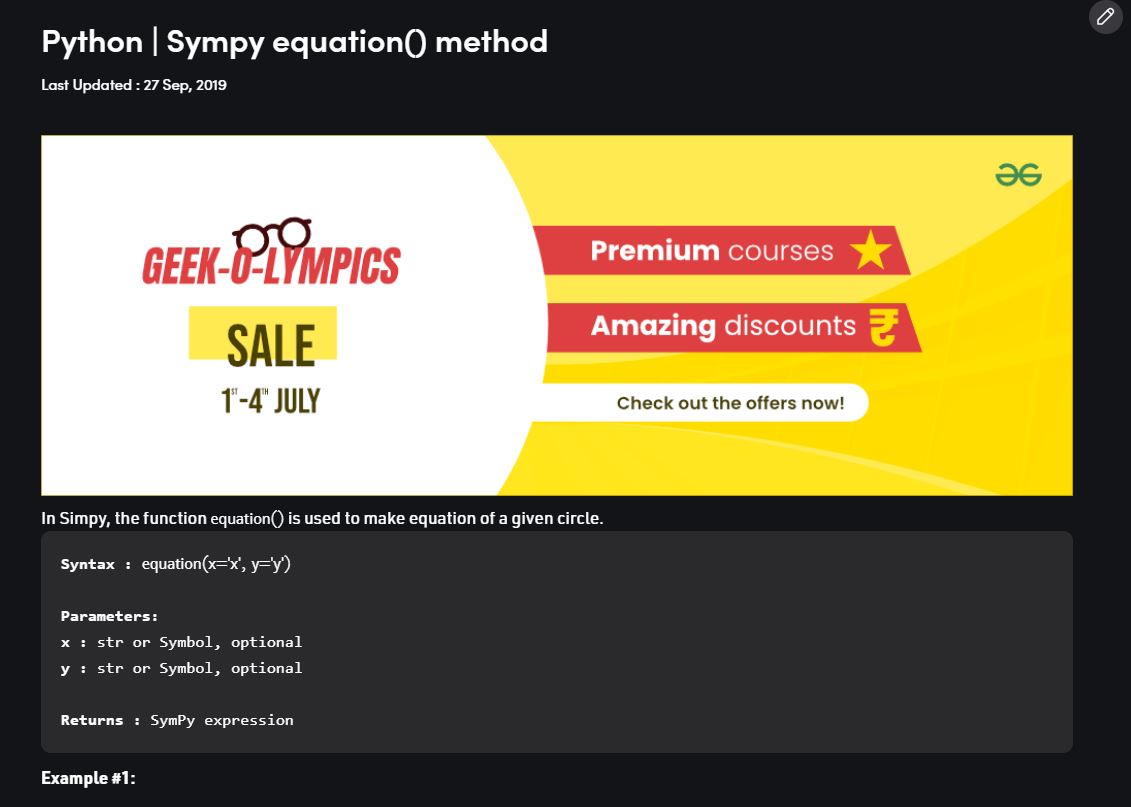 Python | Sympy equation() method
Last Updated : 27 Sep, 2019
GEEK-O-LYMPICS
SALE
1ST-4TH JULY
Premium courses
Amazing discounts
Check out the offers now!
In Simpy, the function equation() is used to make equation of a given circle.
Syntax : equation(x='x', y='y')
Parameters:
x : str or Symbol, optional
y : str or Symbol, optional
Returns : SymPy expression
Example #1: